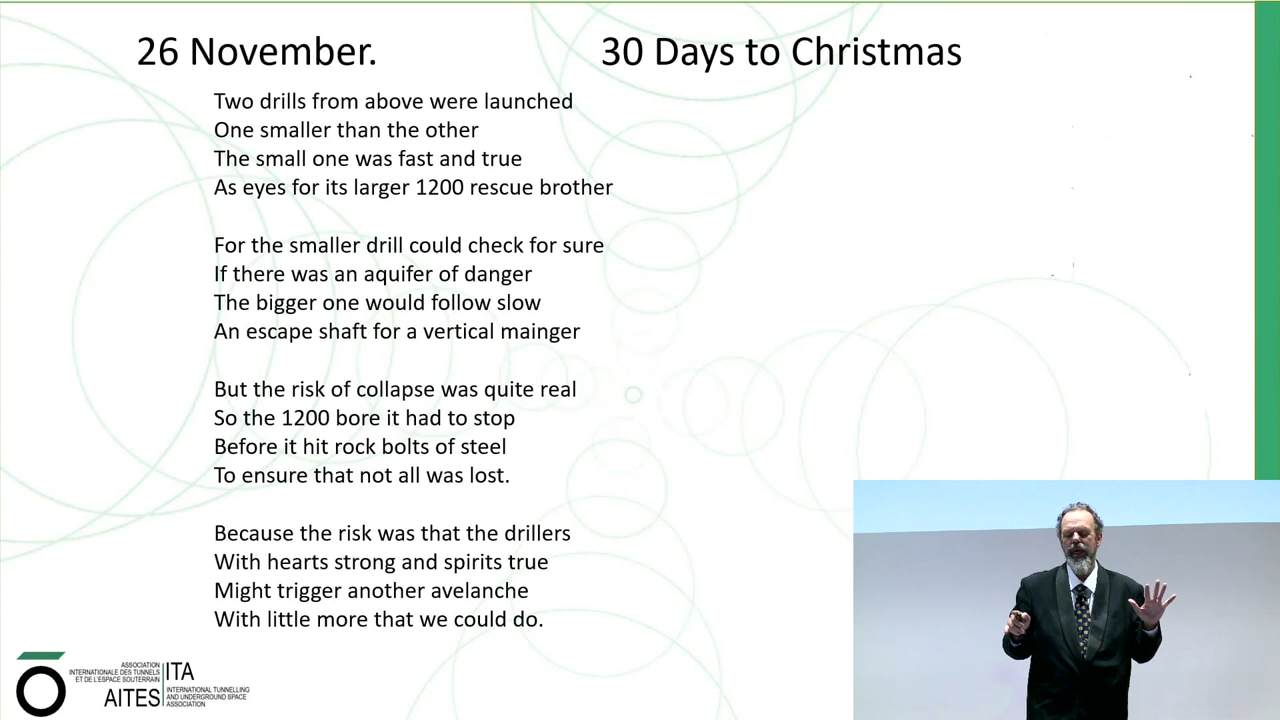 26 November.
30 Days to Christmas
Two drills from above were launched
One smaller than the other
The small one was fast and true
As eyes for its larger 1200 rescue brother
For the smaller drill could check for sure
If there was an aquifer of danger
The bigger one would follow slow
An escape shaft for a vertical mainger
But the risk of collapse was quite real
So the 1200 bore it had to stop
Before it hit rock bolts of steel
To ensure that not all was lost.
Because the risk was that the drillers
With hearts strong and spirits true
Might trigger another avelanche
With little more that we could do.
ASSOCIATION
INTERNATIONALE DES TUNNELS
ET DE L'ESPACE SOUTERRAIN
AITES
ITA
INTERNATIONAL TUNNELLING
AND UNDERGROUND SPACE
ASSOCIATION